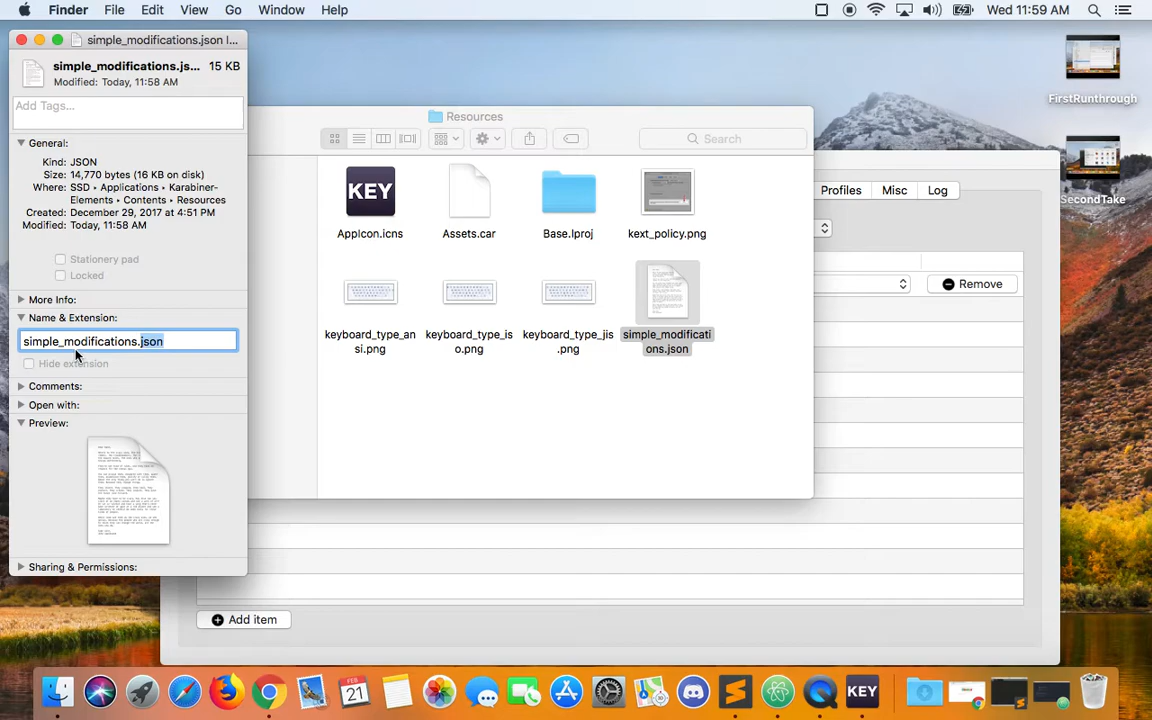 Finder File Edit View Go Window Help Wed 11:59 AM
simple_modifications.json I...
simple_modifications.js... 15 KB
Modified: Today, 11:58 AM
Add Tags...
General:
Kind: JSON
Size: 14,770 bytes (16 KB on disk)
Where: SSD ▸ Applications ▸ Karabiner-
Elements ▸ Contents ▸ Resources
Created: December 29, 2017 at 4:51 PM
Modified: Today, 11:58 AM
Stationery pad
Locked
More Info:
Name & Extension:
simple_modifications.json
Hide extension
Comments:
Open with:
Preview:
Sharing & Permissions:
Resources
Search
KEY
AppIcon.icns
Assets.car
Base.lproj
kext_policy.png
keyboard_type_an
si.png
keyboard_type_is
o.png
keyboard_type_jis
.png
simple_modificati
ons.json
Profiles Misc Log
Remove
Add item
FirstRunthrough
SecondTake
FEB
21
KEY